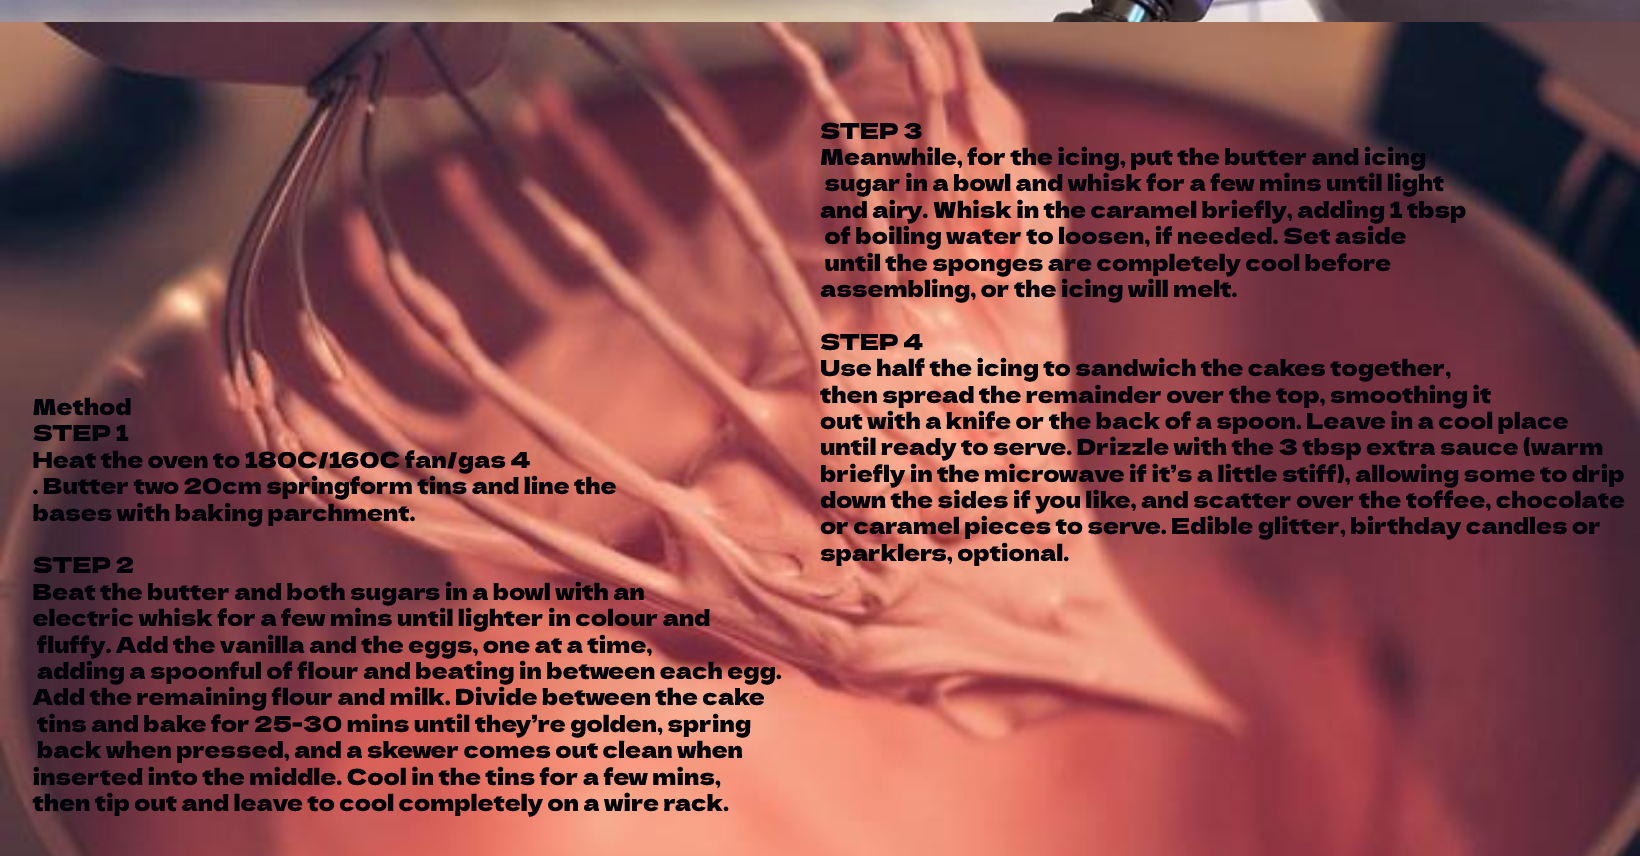 Method
STEP 1
Heat the oven to 180C/160C fan/gas 4
. Butter two 20cm springform tins and line the
bases with baking parchment.
STEP 2
Beat the butter and both sugars in a bowl with an
electric whisk for a few mins until lighter in colour and
fluffy. Add the vanilla and the eggs, one at a time,
adding a spoonful of flour and beating in between each egg.
Add the remaining flour and milk. Divide between the cake
tins and bake for 25-30 mins until they’re golden, spring
back when pressed, and a skewer comes out clean when
inserted into the middle. Cool in the tins for a few mins,
then tip out and leave to cool completely on a wire rack.
STEP 3
Meanwhile, for the icing, put the butter and icing
sugar in a bowl and whisk for a few mins until light
and airy. Whisk in the caramel briefly, adding 1 tbsp
of boiling water to loosen, if needed. Set aside
until the sponges are completely cool before
assembling, or the icing will melt.
STEP 4
Use half the icing to sandwich the cakes together,
then spread the remainder over the top, smoothing it
out with a knife or the back of a spoon. Leave in a cool place
until ready to serve. Drizzle with the 3 tbsp extra sauce (warm
briefly in the microwave if it’s a little stiff), allowing some to drip
down the sides if you like, and scatter over the toffee, chocolate
or caramel pieces to serve. Edible glitter, birthday candles or
sparklers, optional.